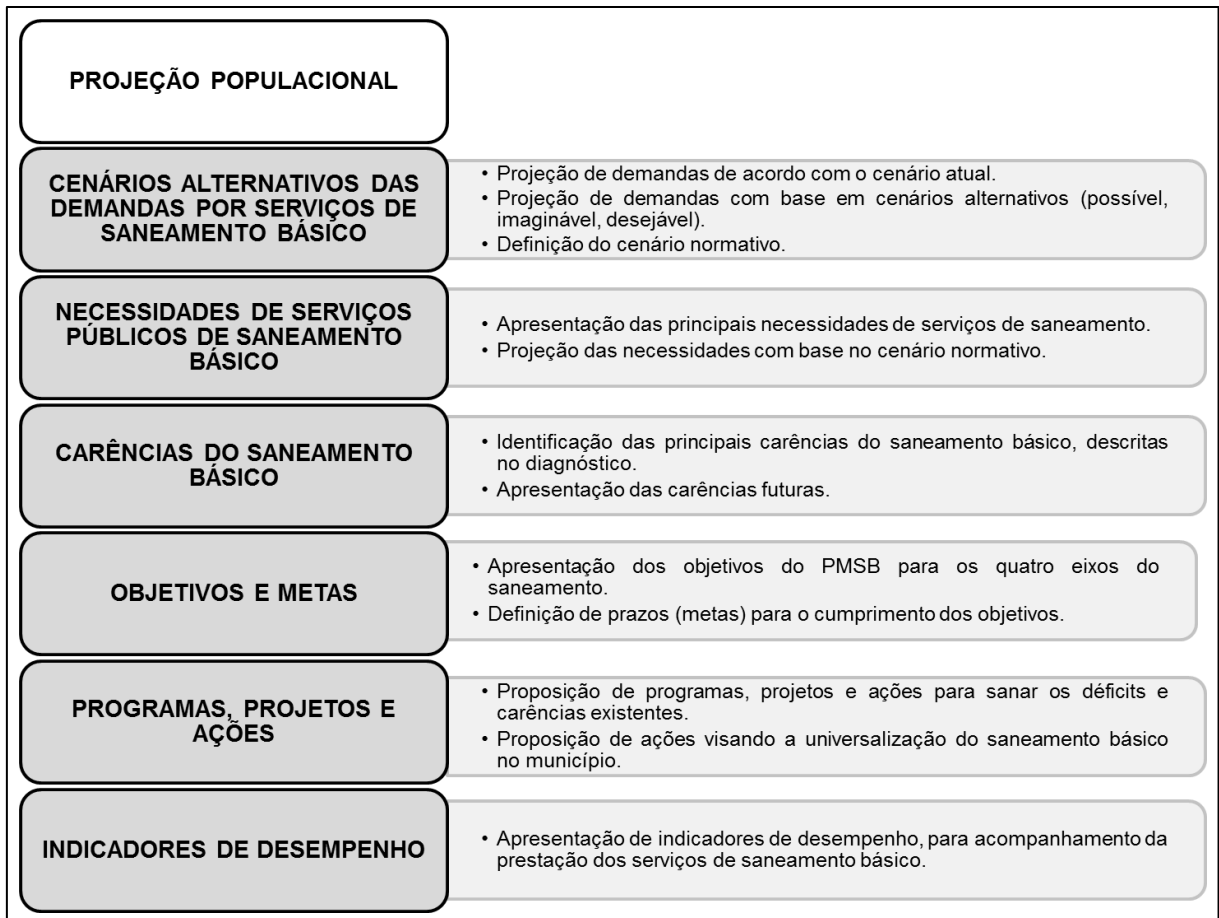 PROJEÇÃO POPULACIONAL
CENÁRIOS ALTERNATIVOS DAS
DEMANDAS POR SERVIÇOS DE
SANEAMENTO BÁSICO
• Projeção de demandas de acordo com o cenário atual.
• Projeção de demandas com base em cenários alternativos (possível,
imaginável, desejável).
• Definição do cenário normativo.
NECESSIDADES DE SERVIÇOS
PÚBLICOS DE SANEAMENTO
BÁSICO
• Apresentação das principais necessidades de serviços de saneamento.
• Projeção das necessidades com base no cenário normativo.
CARÊNCIAS DO SANEAMENTO
BÁSICO
• Identificação das principais carências do saneamento básico, descritas
no diagnóstico.
• Apresentação das carências futuras.
OBJETIVOS E METAS
• Apresentação dos objetivos do PMSB para os quatro eixos do
saneamento.
• Definição de prazos (metas) para o cumprimento dos objetivos.
PROGRAMAS, PROJETOS E
AÇÕES
• Proposição de programas, projetos e ações para sanar os déficits e
carências existentes.
• Proposição de ações visando a universalização do saneamento básico
no município.
INDICADORES DE DESEMPENHO
• Apresentação de indicadores de desempenho, para acompanhamento da
prestação dos serviços de saneamento básico.